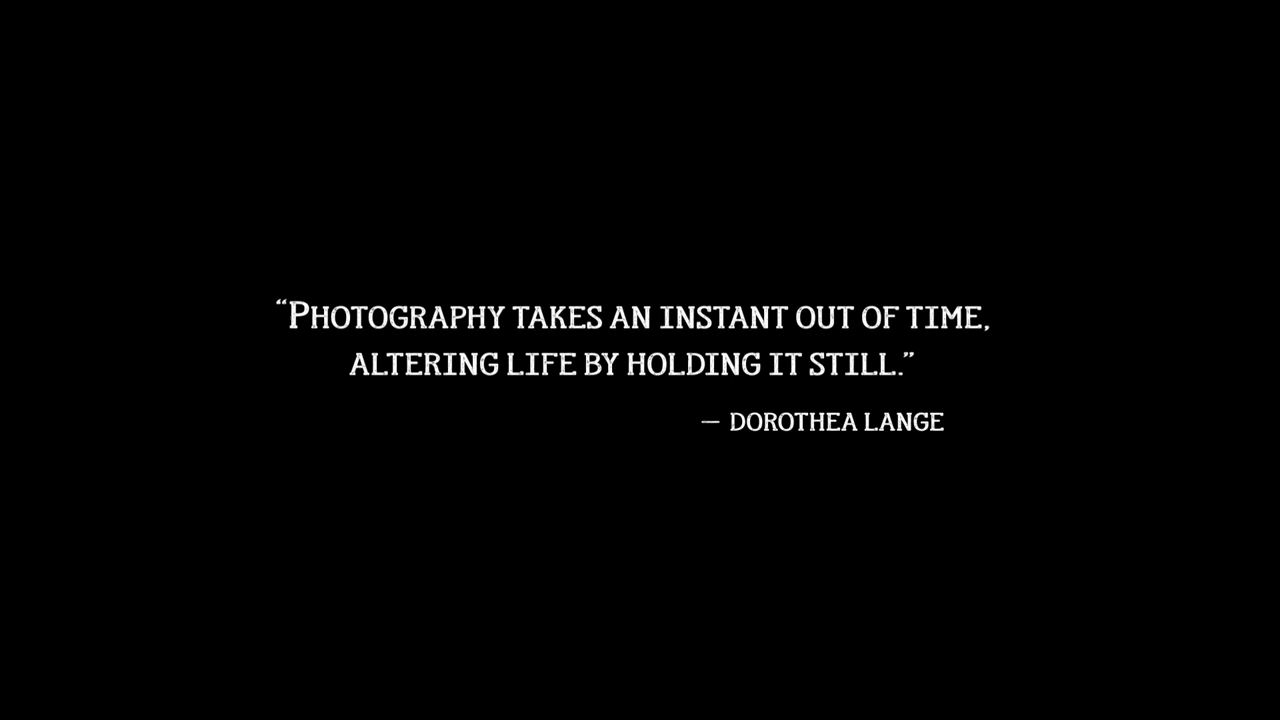 “Photography takes an instant out of time,
altering life by holding it still.”
— Dorothea Lange